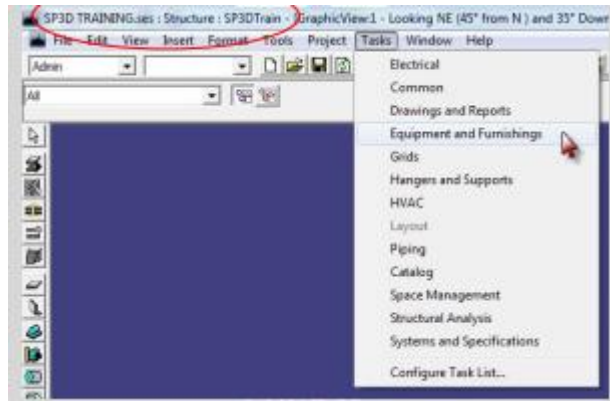 SP3D TRAINING.ses : Structure : SP3DTrain - [GraphicView:1 - Looking NE (45° from N ) and 35° Down
File Edit View Insert Format Tools Project Tasks Window Help
Admin
All
Electrical
Common
Drawings and Reports
Equipment and Furnishings
Grids
Hangers and Supports
HVAC
Layout
Piping
Catalog
Space Management
Structural Analysis
Systems and Specifications
Configure Task List...